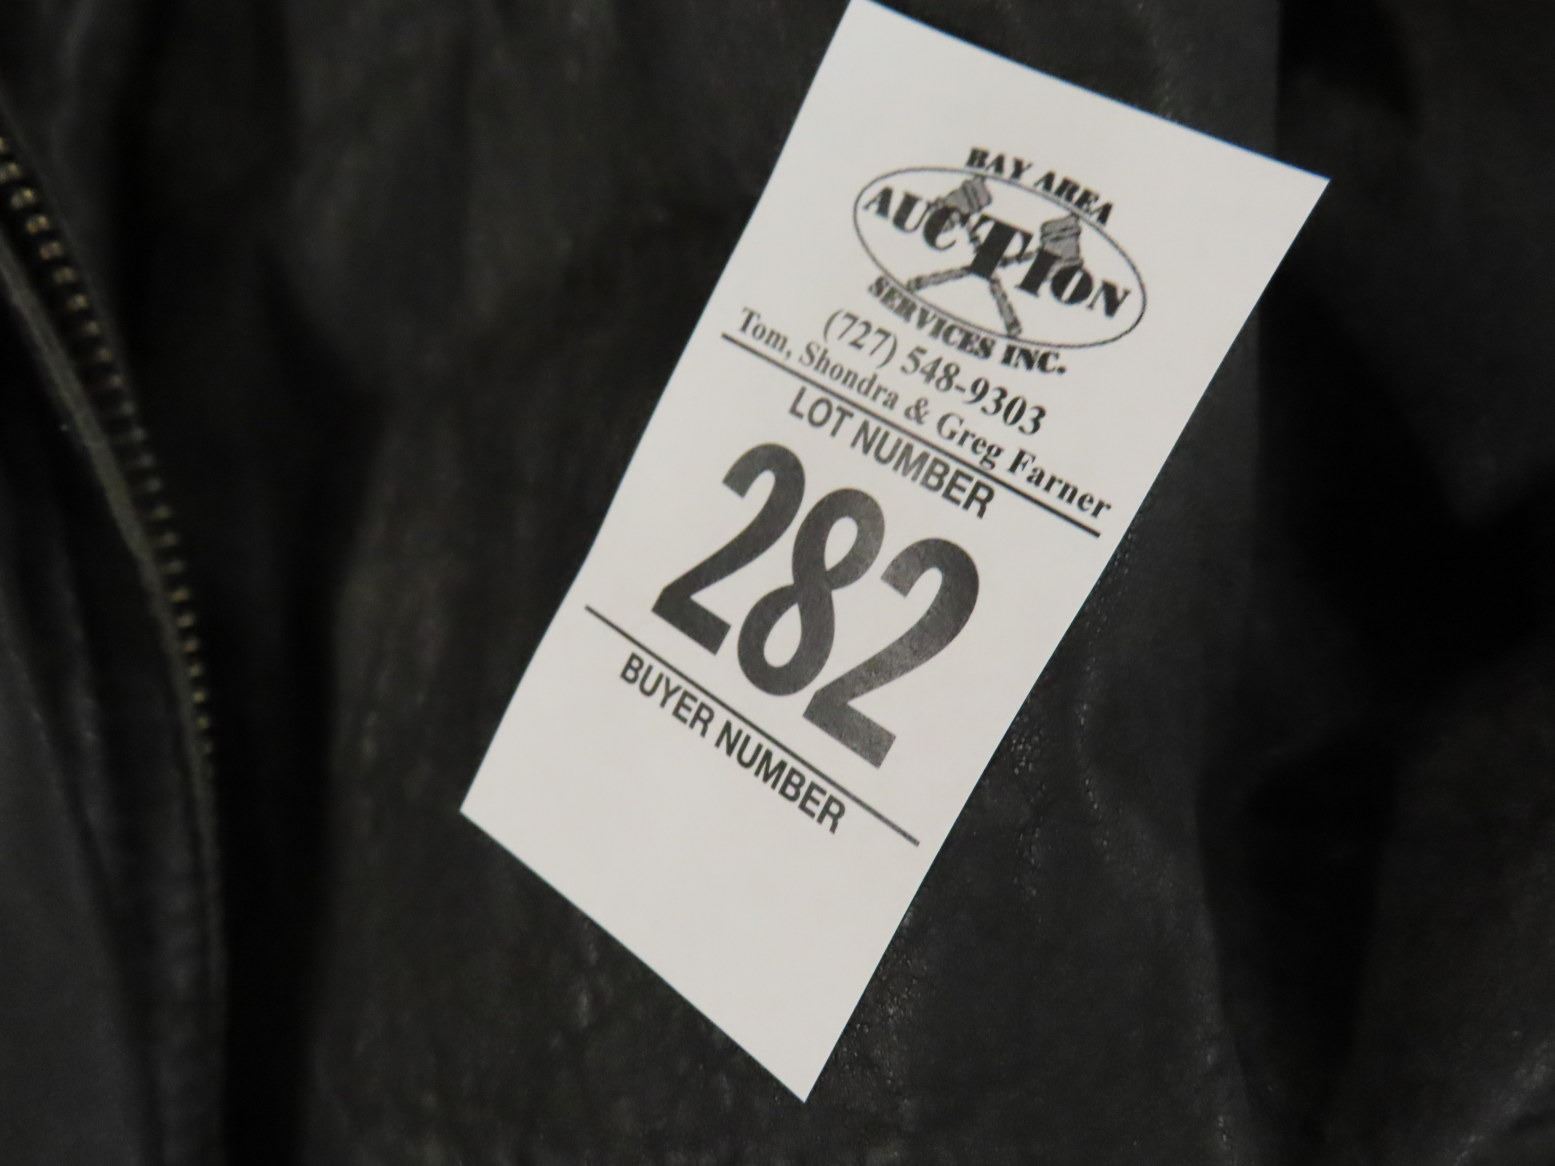 BAY AREA
AUCTION
SERVICES INC.
(727) 548-9303
Tom, Shondra & Greg Farner
LOT NUMBER
282
BUYER NUMBER